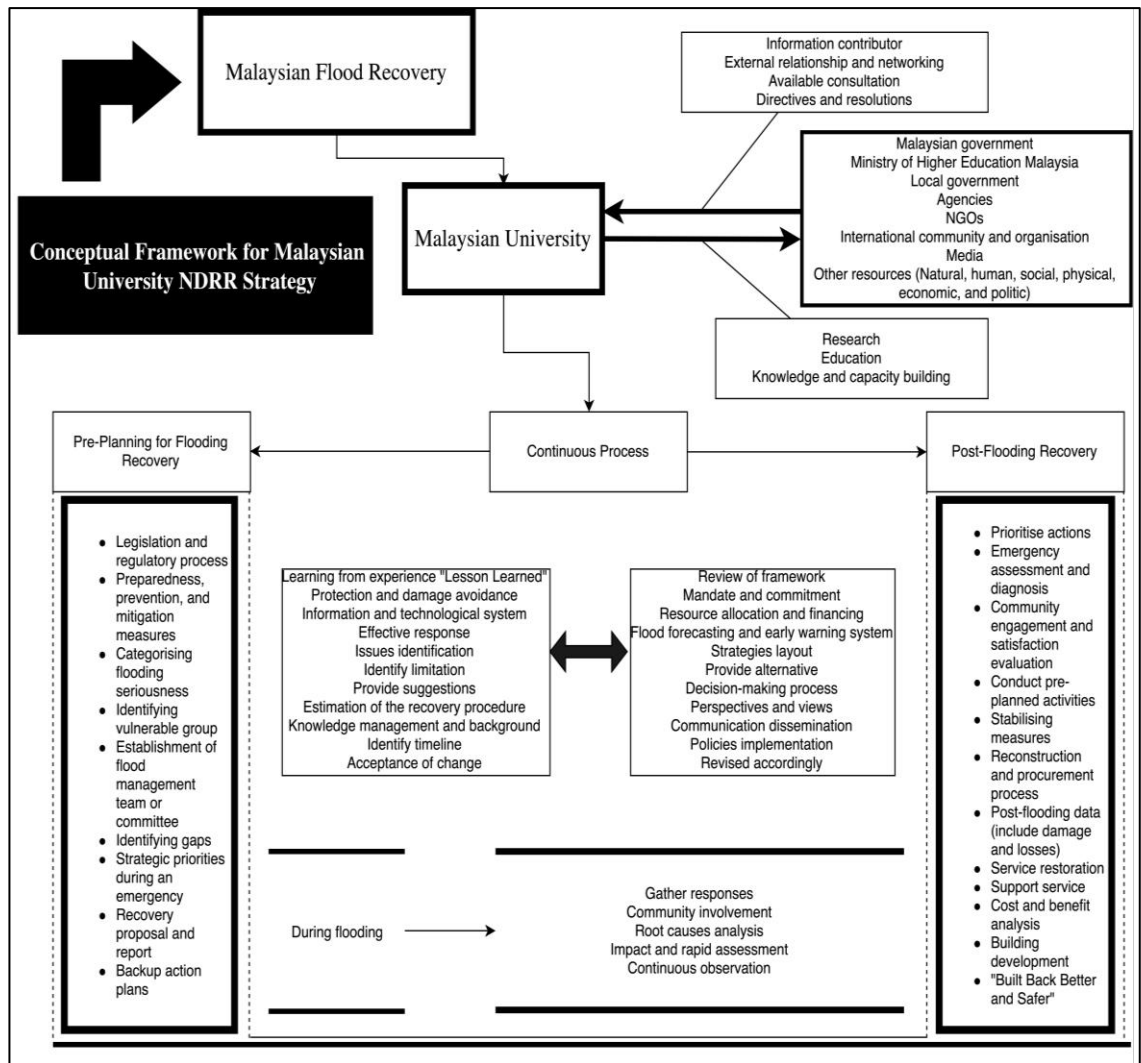 Malaysian Flood Recovery
Information contributor
External relationship and networking
Available consultation
Directives and resolutions
Conceptual Framework for Malaysian
University NDRR Strategy
Malaysian University
Malaysian government
Ministry of Higher Education Malaysia
Local government
Agencies
NGOs
International community and organisation
Media
Other resources (Natural, human, social, physical,
economic, and politic)
Research
Education
Knowledge and capacity building
Pre-Planning for Flooding
Recovery
Continuous Process
Post-Flooding Recovery
• Legislation and
regulatory process
• Preparedness,
prevention, and
mitigation
measures
• Categorising
flooding
seriousness
• Identifying
vulnerable group
• Establishment of
flood
management
team or
committee
• Identifying gaps
• Strategic priorities
during an
emergency
• Recovery
proposal and
report
• Backup action
plans
Learning from experience "Lesson Learned"
Protection and damage avoidance
Information and technological system
Effective response
Issues identification
Identify limitation
Provide suggestions
Estimation of the recovery procedure
Knowledge management and background
Identify timeline
Acceptance of change
Review of framework
Mandate and commitment
Resource allocation and financing
Flood forecasting and early warning system
Strategies layout
Provide alternative
Decision-making process
Perspectives and views
Communication dissemination
Policies implementation
Revised accordingly
• Prioritise actions
• Emergency
assessment and
diagnosis
• Community
engagement and
satisfaction
evaluation
• Conduct pre-
planned activities
• Stabilising
measures
• Reconstruction
and procurement
process
• Post-flooding data
(include damage
and losses)
• Service restoration
• Support service
• Cost and benefit
analysis
• Building
development
• "Built Back Better
and Safer"
During flooding
Gather responses
Community involvement
Root causes analysis
Impact and rapid assessment
Continuous observation